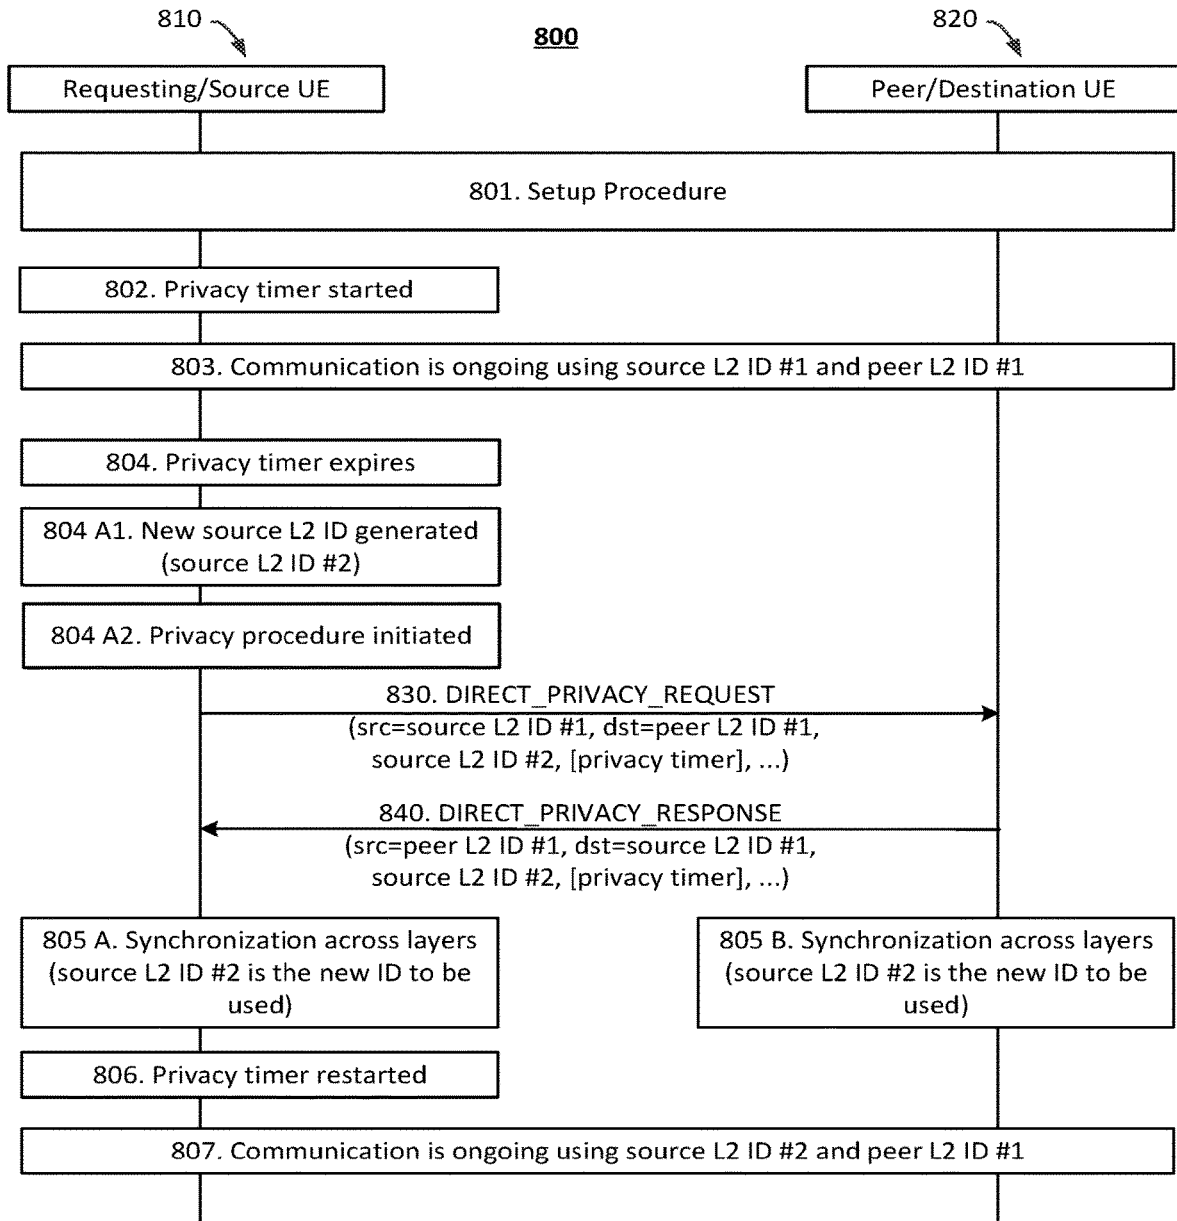 810
800
820
Requesting/Source UE
Peer/Destination UE
801. Setup Procedure
802. Privacy timer started
803. Communication is ongoing using source L2 ID #1 and peer L2 ID #1
804. Privacy timer expires
804 A1. New source L2 ID generated
(source L2 ID #2)
804 A2. Privacy procedure initiated
830. DIRECT_PRIVACY_REQUEST
(src=source L2 ID #1, dst=peer L2 ID #1,
source L2 ID #2, [privacy timer], ...)
840. DIRECT_PRIVACY_RESPONSE
(src=peer L2 ID #1, dst=source L2 ID #1,
source L2 ID #2, [privacy timer], ...)
805 A. Synchronization across layers
(source L2 ID #2 is the new ID to be
used)
805 B. Synchronization across layers
(source L2 ID #2 is the new ID to be
used)
806. Privacy timer restarted
807. Communication is ongoing using source L2 ID #2 and peer L2 ID #1